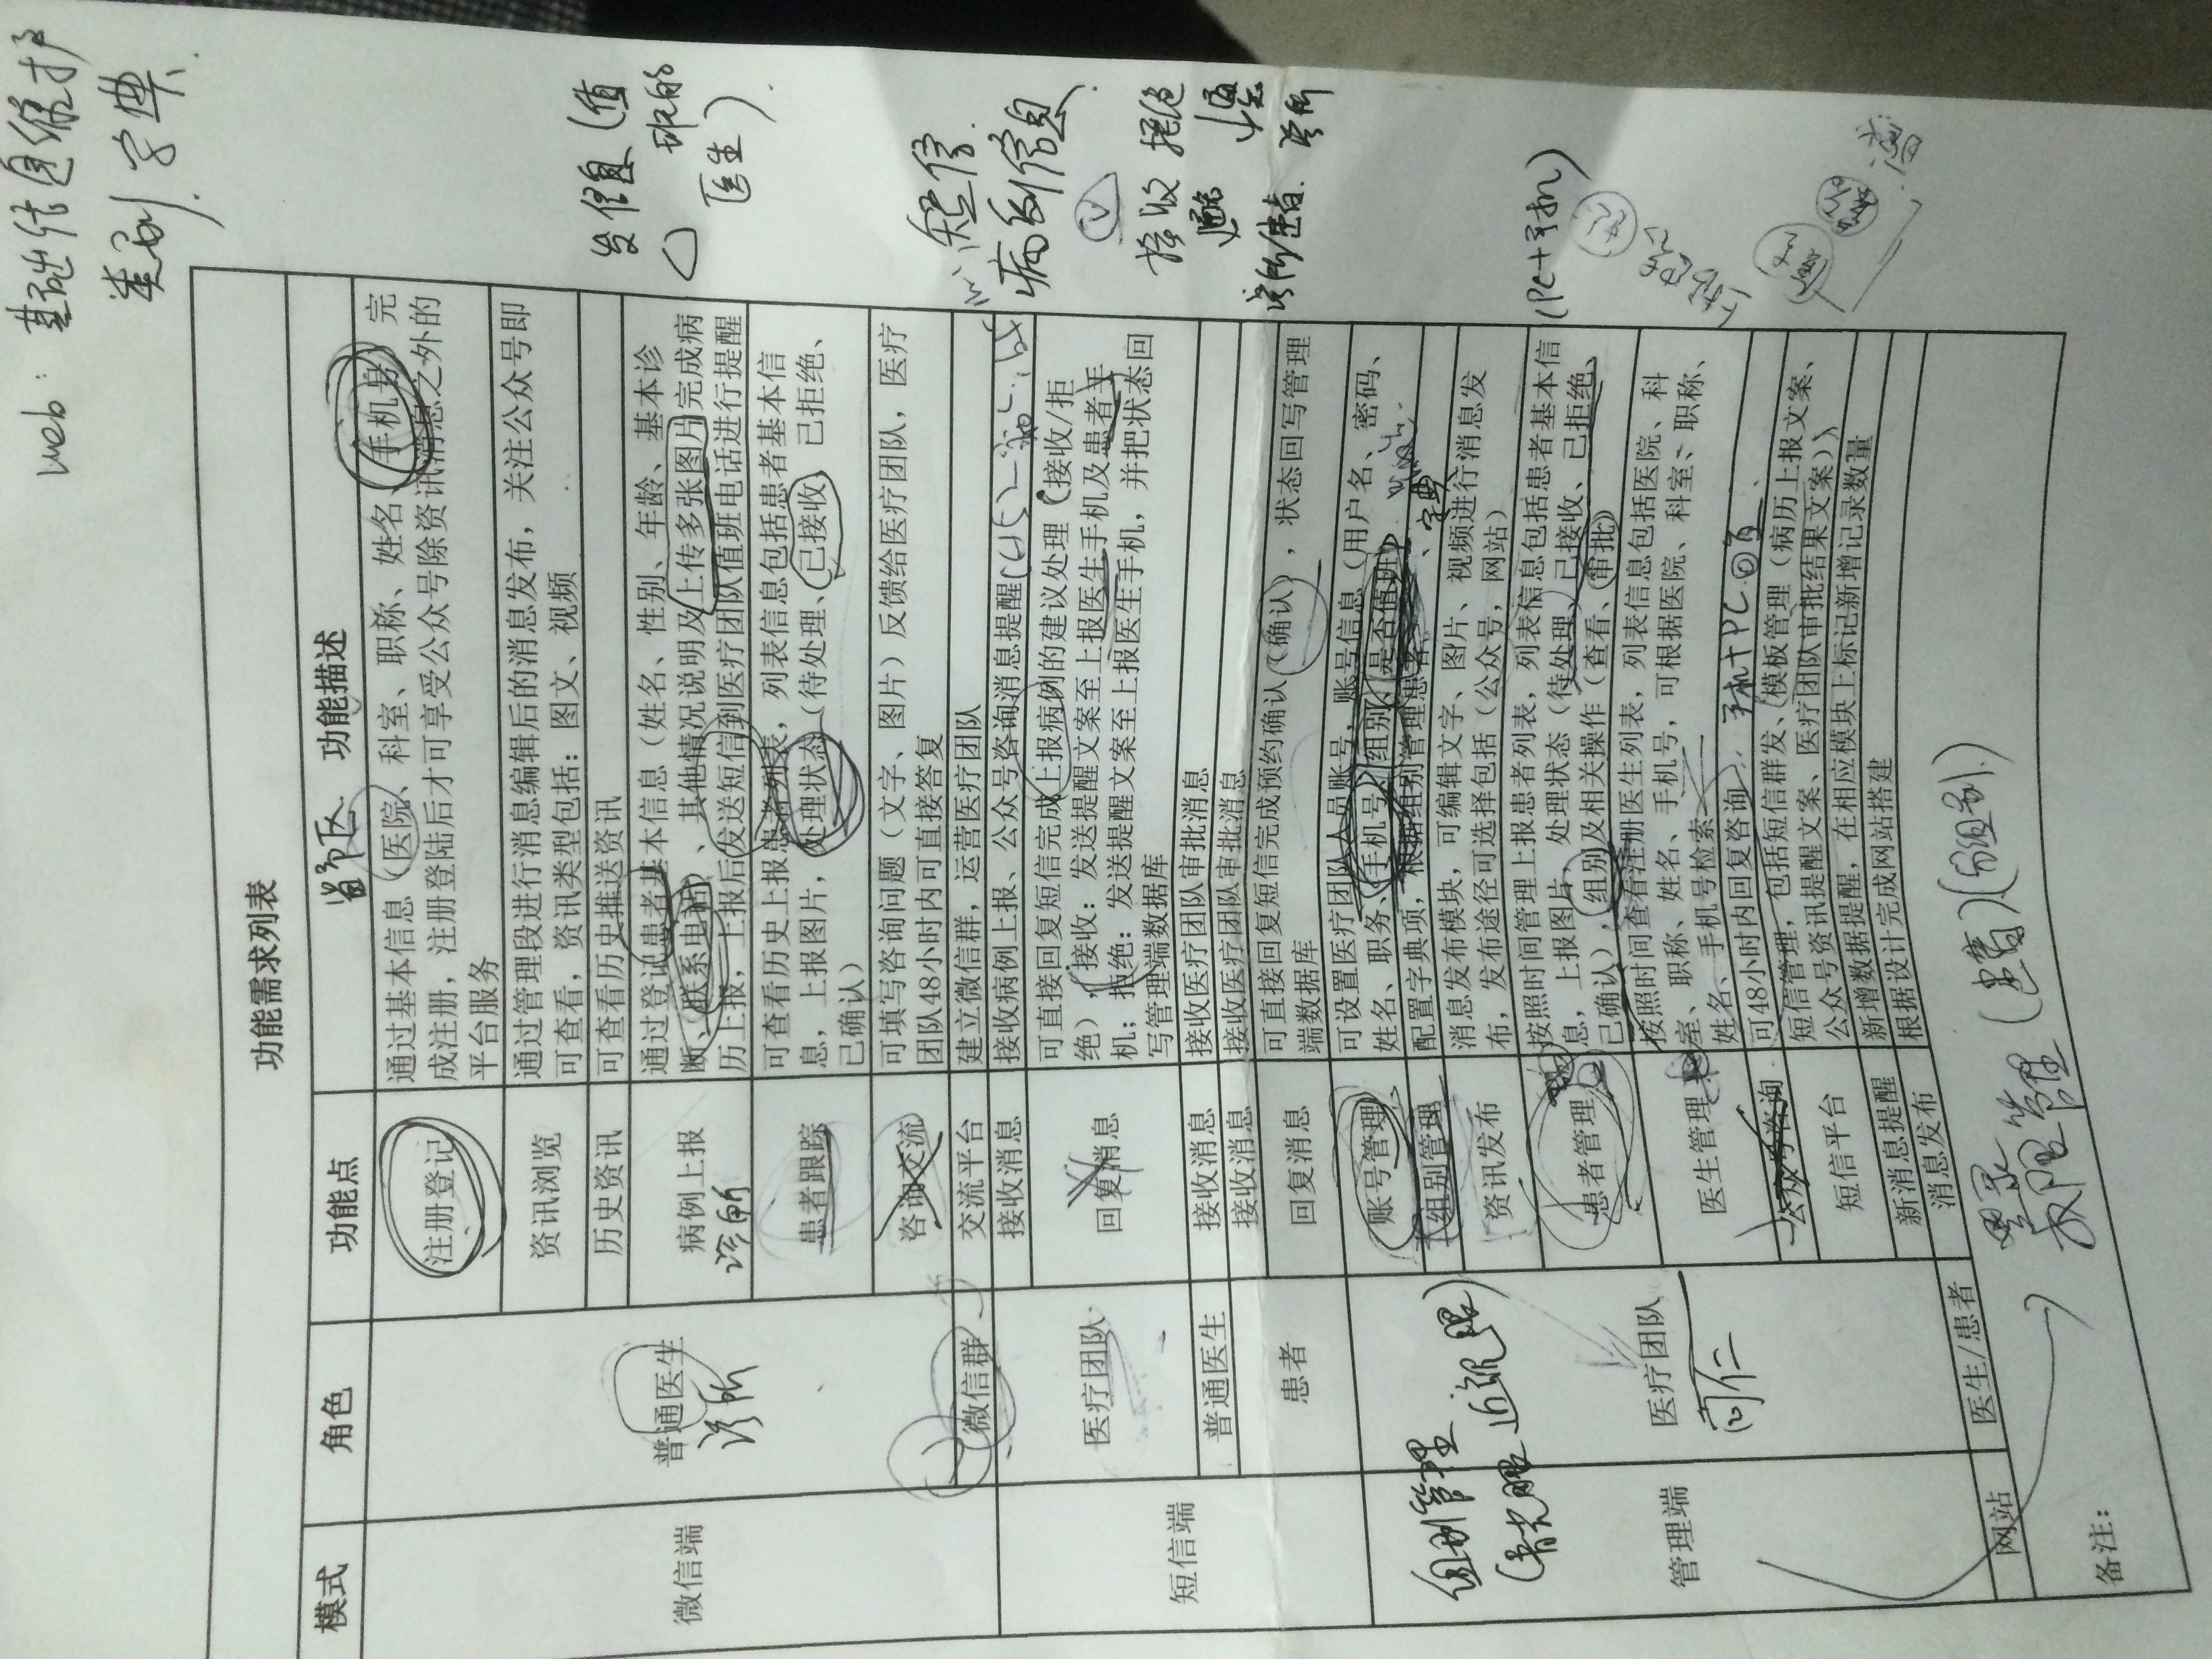 web: 基础信息维护
类别 字典
功能需求列表
模式 角色 功能点 省市区 功能描述
微信端
普通医生
诊所
注册登记
通过基本信息（医院、科室、职称、姓名、手机号）完
成注册，注册登陆后才可享受公众号除资讯消息之外的
平台服务
资讯浏览
通过管理段进行消息编辑后的消息发布，关注公众号即
可查看，资讯类型包括：图文、视频
历史资讯
可查看历史推送资讯
病例上报
诊所
通过登记患者基本信息（姓名、性别、年龄、基本诊
断、联系电话）、其他情况说明及上传多张图片完成病
历上报，上报后发送短信到医疗团队值班电话进行提醒
发信息（值
班的
医生）
患者跟踪
可查看历史上报患者列表，列表信息包括患者基本信
息，上报图片，处理状态（待处理、已接收、已拒绝、
已确认）
咨询交流
可填写咨询问题（文字、图片）反馈给医疗团队，医疗
团队48小时内可直接答复
微信群
交流平台
建立微信群，运营医疗团队
短信端
医疗团队
接收消息
接收病例上报、公众号咨询消息提醒
短信
病例信息
回复消息
可直接回复短信完成上报病例的建议处理（接收/拒
绝），接收：发送提醒文案至上报医生手机及患者手
机；拒绝：发送提醒文案至上报医生手机，并把状态回
写管理端数据库
接收 拒绝
通知
诊所/患者
诊所
普通医生
接收消息
接收医疗团队审批消息
患者
接收消息
接收医疗团队审批消息
回复消息
可直接回复短信完成预约确认（确认），状态回写管理
端数据库
管理端
组别管理
（青光眼 近视眼）
医疗团队
同仁
账号管理
可设置医疗团队人员账号，账号信息（用户名、密码、
姓名、职务、手机号、组别、是否值班）
组别管理
配置字典项，根据组别管理患者
字典
资讯发布
消息发布模块，可编辑文字、图片、视频进行消息发
布，发布途径可选择包括（公众号，网站）
患者管理
按照时间管理上报患者列表，列表信息包括患者基本信
息，上报图片，处理状态（待处理、已接收、已拒绝、
已确认），组别及相关操作（查看、审批）
（PC+手机）
医生管理
按照时间查看注册医生列表，列表信息包括医院、科
室、职称、姓名、手机号，可根据医院、科室、职称、
姓名、手机号检索
公众号咨询
可48小时内回复咨询
手机+PC 回复
短信平台
短信管理，包括短信群发、模板管理（病历上报文案、
公众号资讯提醒文案、医疗团队审批结果文案）
新消息提醒
新增数据提醒，在相应模块上标记新增记录数量
网站
医生/患者
消息发布
根据设计完成网站搭建
备注：
登录
权限管理（患者）（分组别）